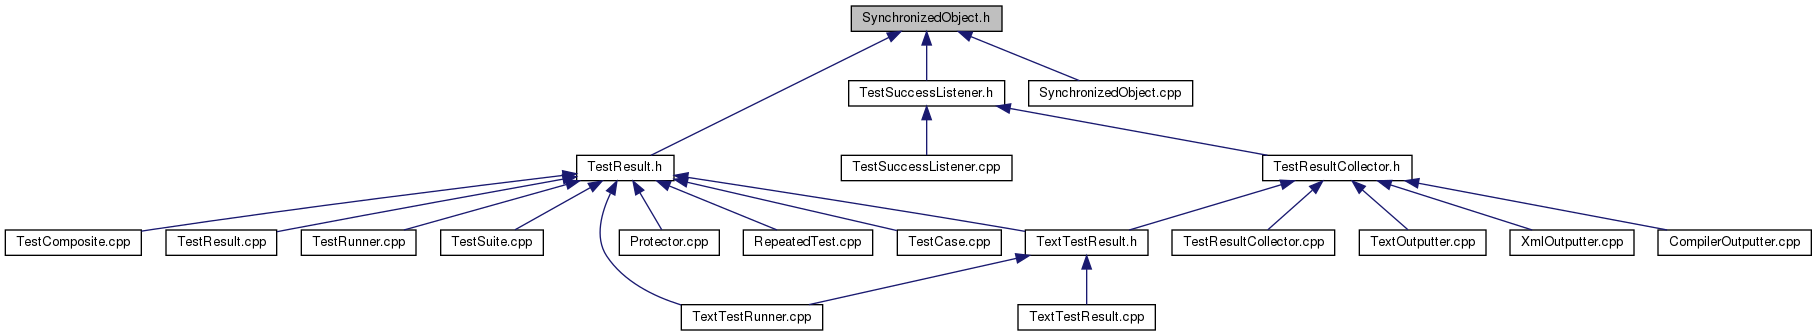 SynchronizedObject.h
TestSuccessListener.h
SynchronizedObject.cpp
TestResult.h
TestSuccessListener.cpp
TestResultCollector.h
TestComposite.cpp
TestResult.cpp
TestRunner.cpp
TestSuite.cpp
Protector.cpp
RepeatedTest.cpp
TestCase.cpp
TextTestResult.h
TestResultCollector.cpp
TextOutputter.cpp
XmlOutputter.cpp
CompilerOutputter.cpp
TextTestRunner.cpp
TextTestResult.cpp